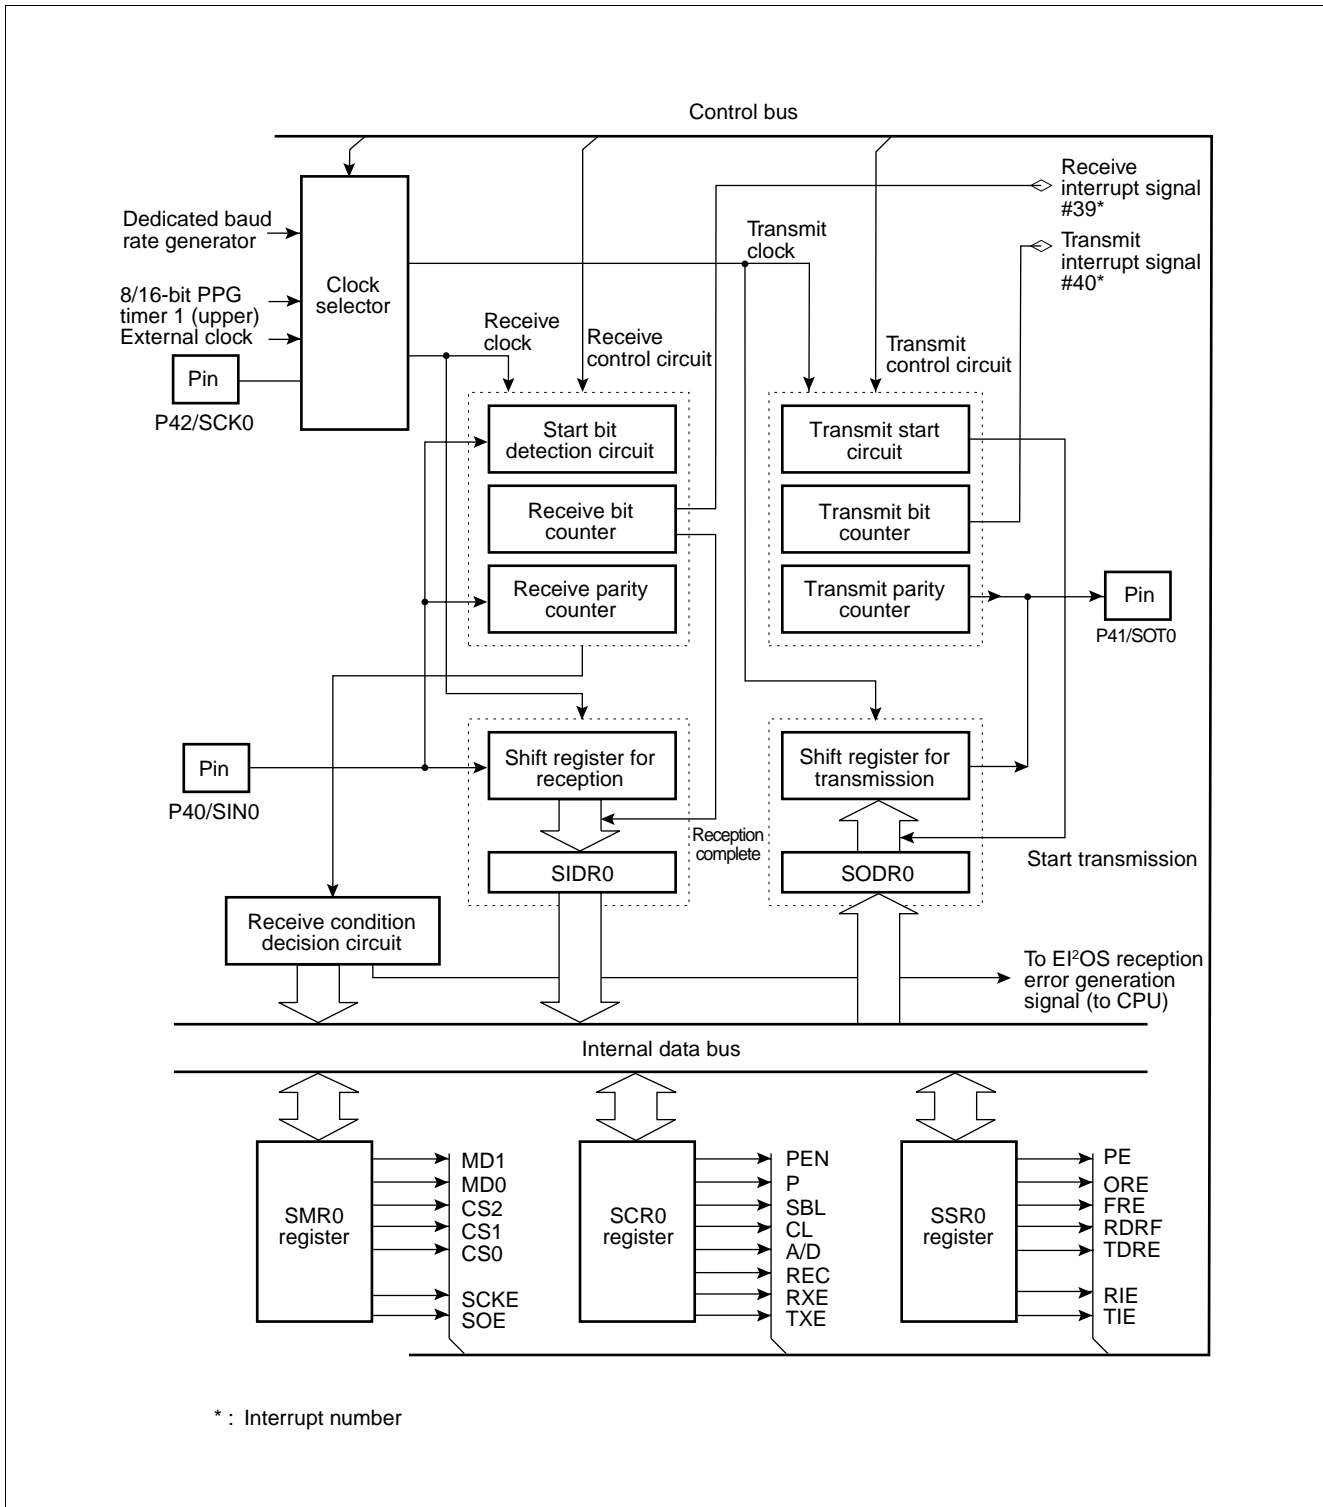 Control bus
Receive
interrupt signal
#39*
Transmit
interrupt signal
#40*
Dedicated baud
rate generator
8/16-bit PPG
timer 1 (upper)
External clock
Pin
P42/SCK0
Clock
selector
Transmit
clock
Receive
clock
Receive
control circuit
Transmit
control circuit
Start bit
detection circuit
Receive bit
counter
Receive parity
counter
Transmit start
circuit
Transmit bit
counter
Transmit parity
counter
Pin
P41/SOT0
Pin
P40/SIN0
Shift register for
reception
Shift register for
transmission
Reception
complete
Start transmission
SIDR0
SODR0
Receive condition
decision circuit
To EI²OS reception
error generation
signal (to CPU)
Internal data bus
SMR0
register
MD1
MD0
CS2
CS1
CS0
SCKE
SOE
SCR0
register
PEN
P
SBL
CL
A/D
REC
RXE
TXE
SSR0
register
PE
ORE
FRE
RDRF
TDRE
RIE
TIE
* : Interrupt number